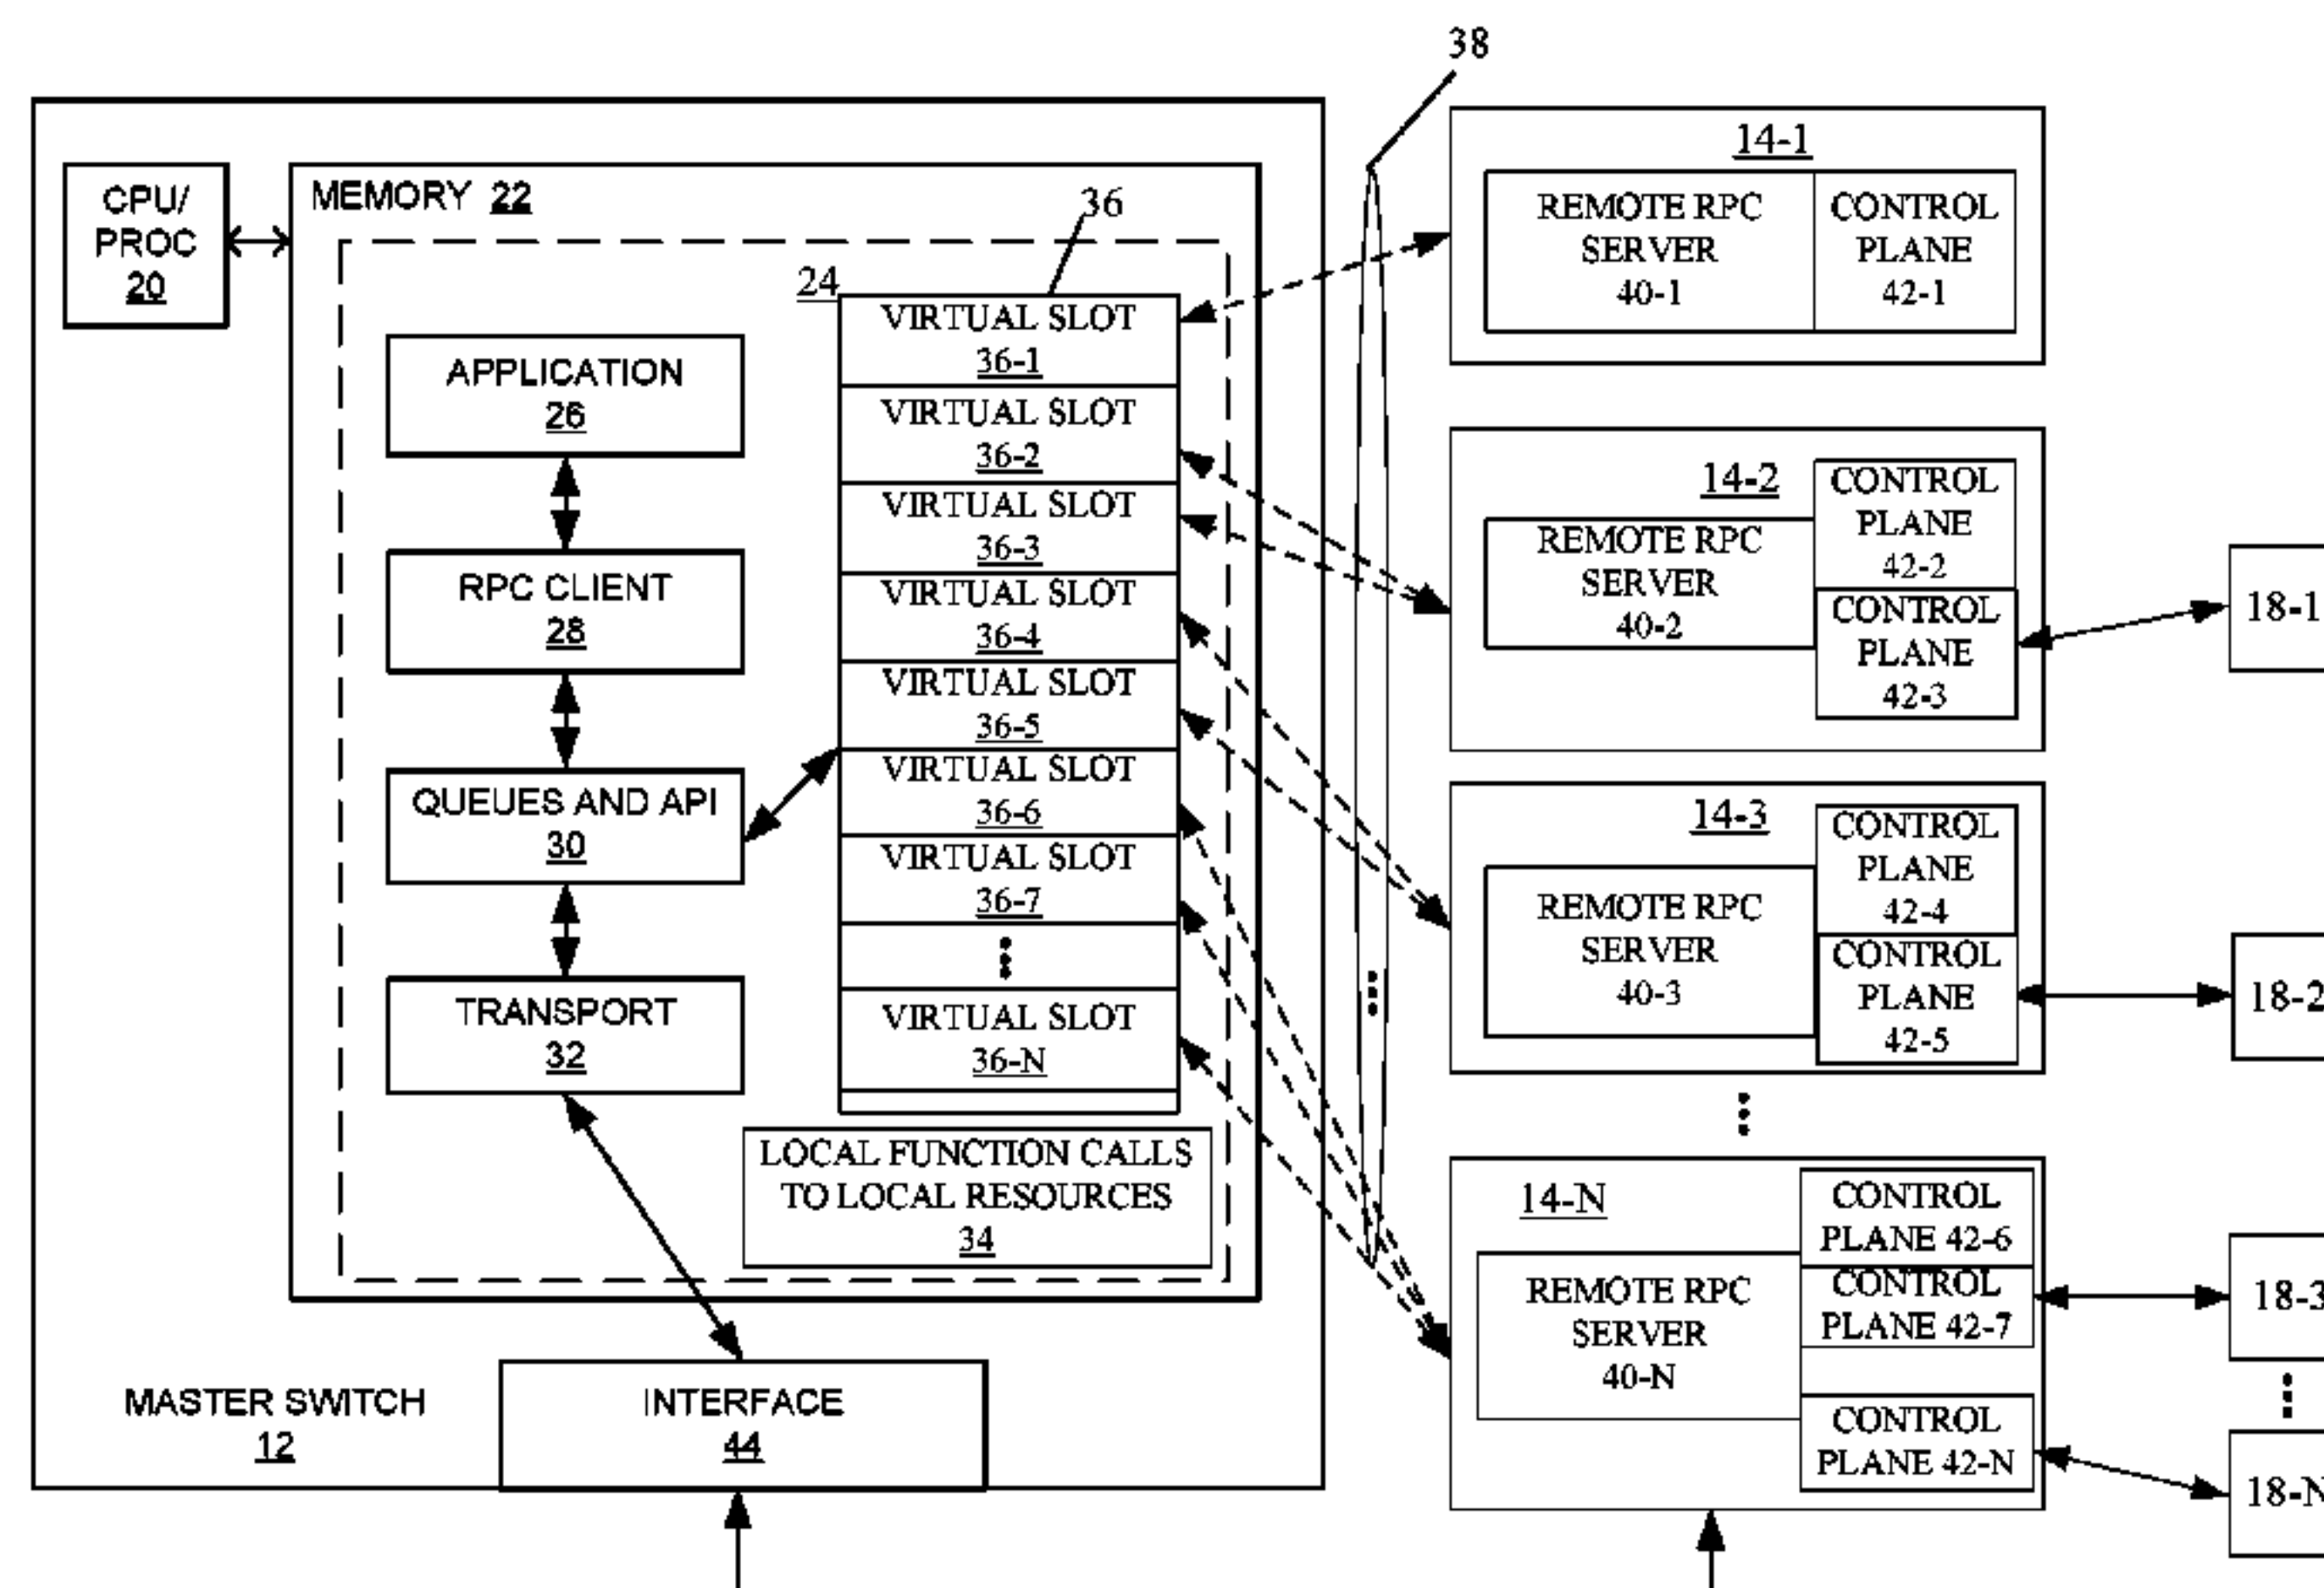 38
CPU/
PROC
20
MEMORY 22
24
36
APPLICATION
26
RPC CLIENT
28
QUEUES AND API
30
TRANSPORT
32
VIRTUAL SLOT
36-1
VIRTUAL SLOT
36-2
VIRTUAL SLOT
36-3
VIRTUAL SLOT
36-4
VIRTUAL SLOT
36-5
VIRTUAL SLOT
36-6
VIRTUAL SLOT
36-7
VIRTUAL SLOT
36-N
LOCAL FUNCTION CALLS
TO LOCAL RESOURCES
34
MASTER SWITCH
12
INTERFACE
44
14-1
REMOTE RPC
SERVER
40-1
CONTROL
PLANE
42-1
14-2
REMOTE RPC
SERVER
40-2
CONTROL
PLANE
42-2
CONTROL
PLANE
42-3
18-1
14-3
REMOTE RPC
SERVER
40-3
CONTROL
PLANE
42-4
CONTROL
PLANE
42-5
18-2
14-N
REMOTE RPC
SERVER
40-N
CONTROL
PLANE 42-6
CONTROL
PLANE 42-7
CONTROL
PLANE 42-N
18-3
18-N